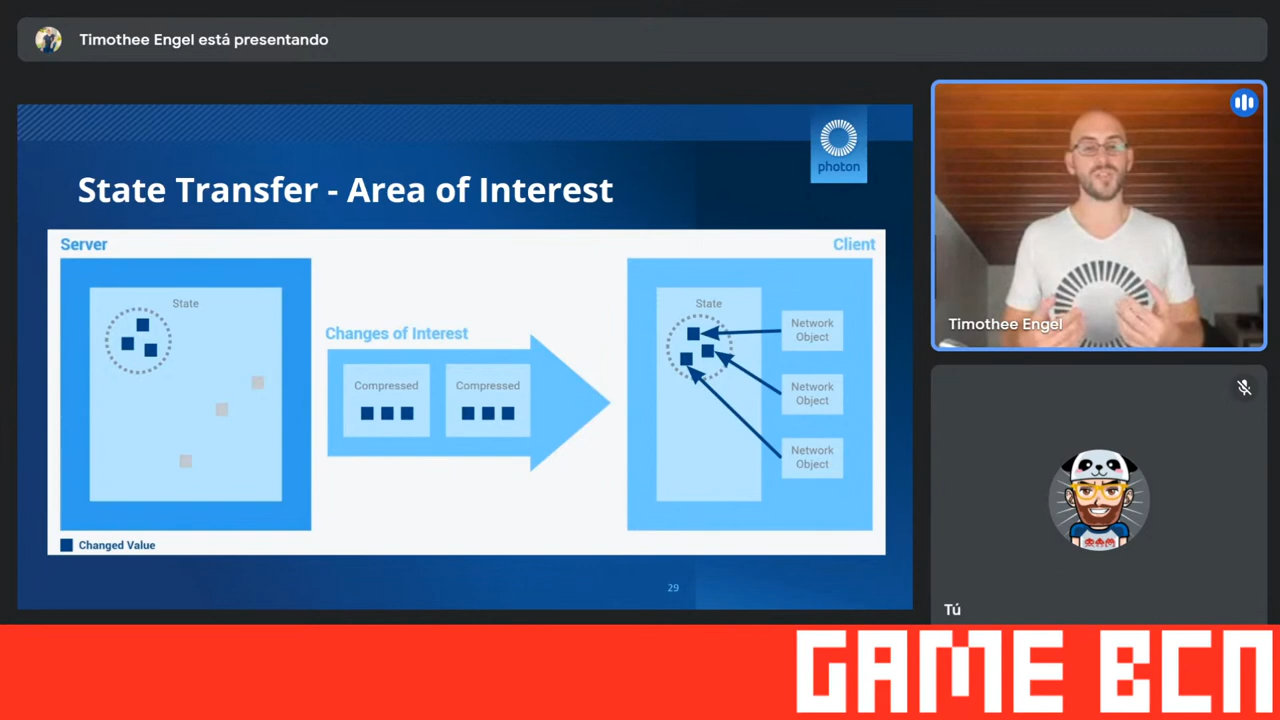 Timothee Engel está presentando
photon
State Transfer - Area of Interest
Server
Client
State
Changes of Interest
Compressed
Compressed
State
Network
Object
Network
Object
Network
Object
Changed Value
29
Timothee Engel
Tú
GAME BCN